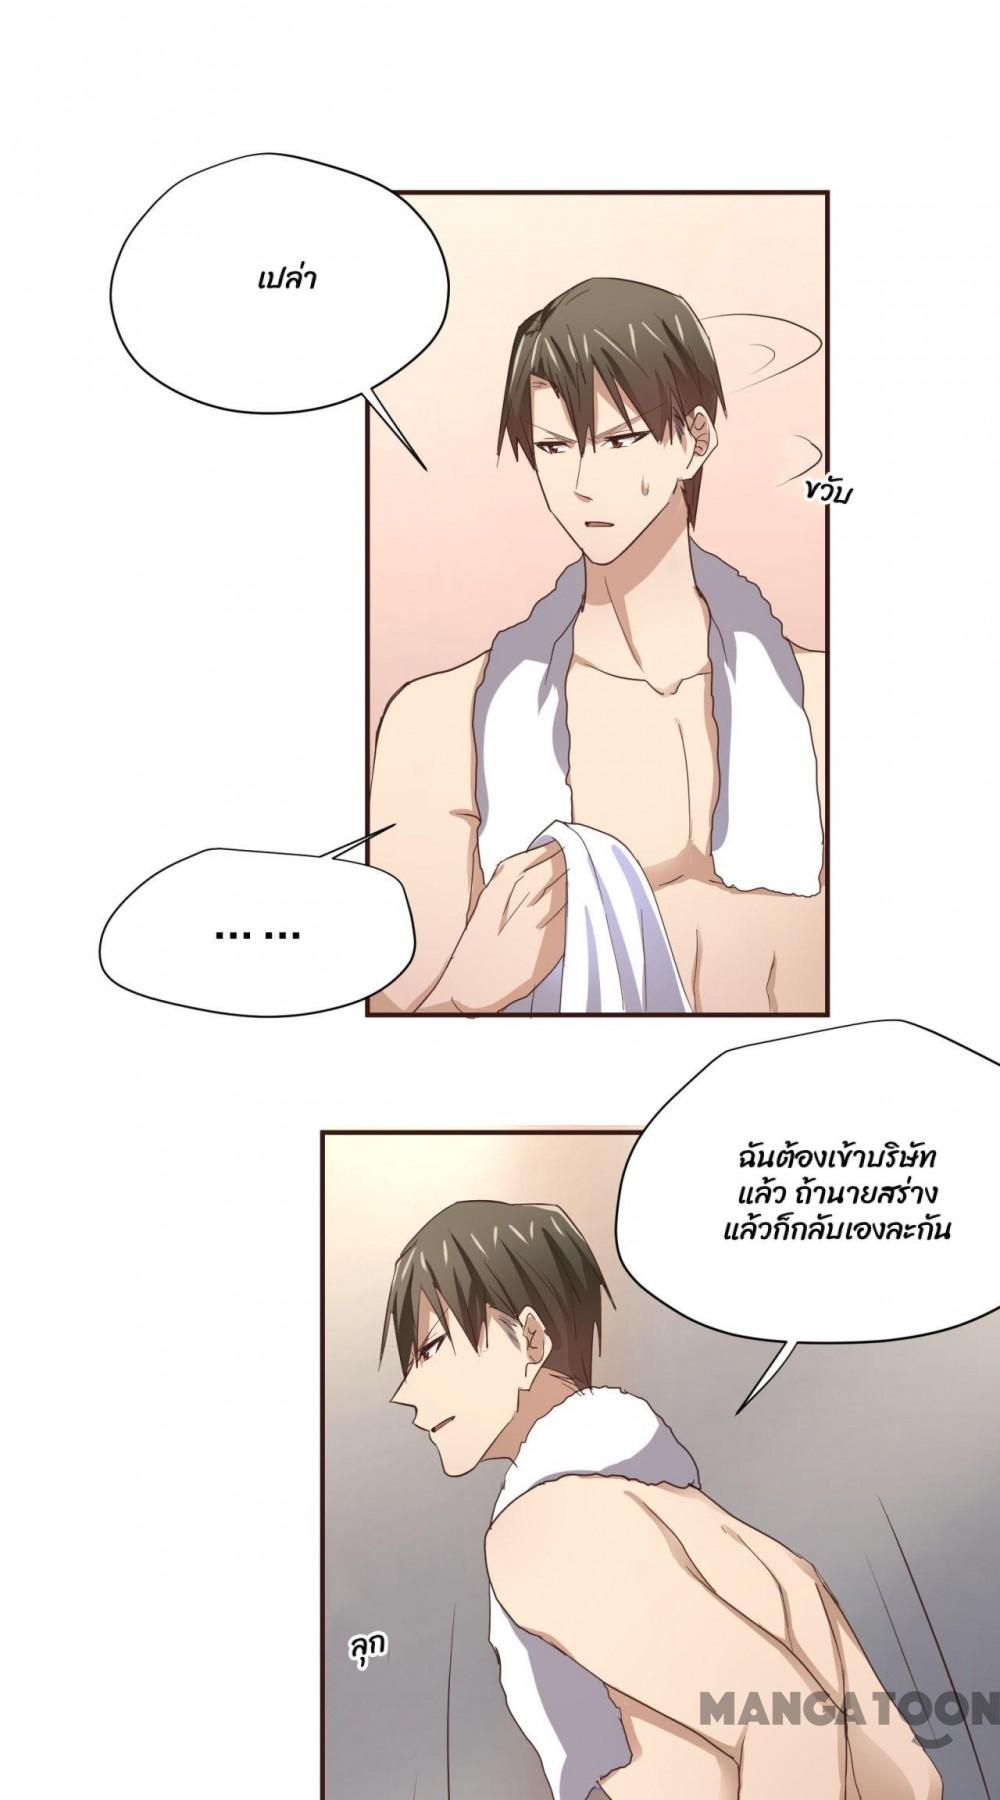 เปล่า
ขวับ
... ...
ฉันต้องเข้าบริษัท
แล้ว ถ้านายสร่าง
แล้วก็กลับเองละกัน
ลุก
MANGATOON